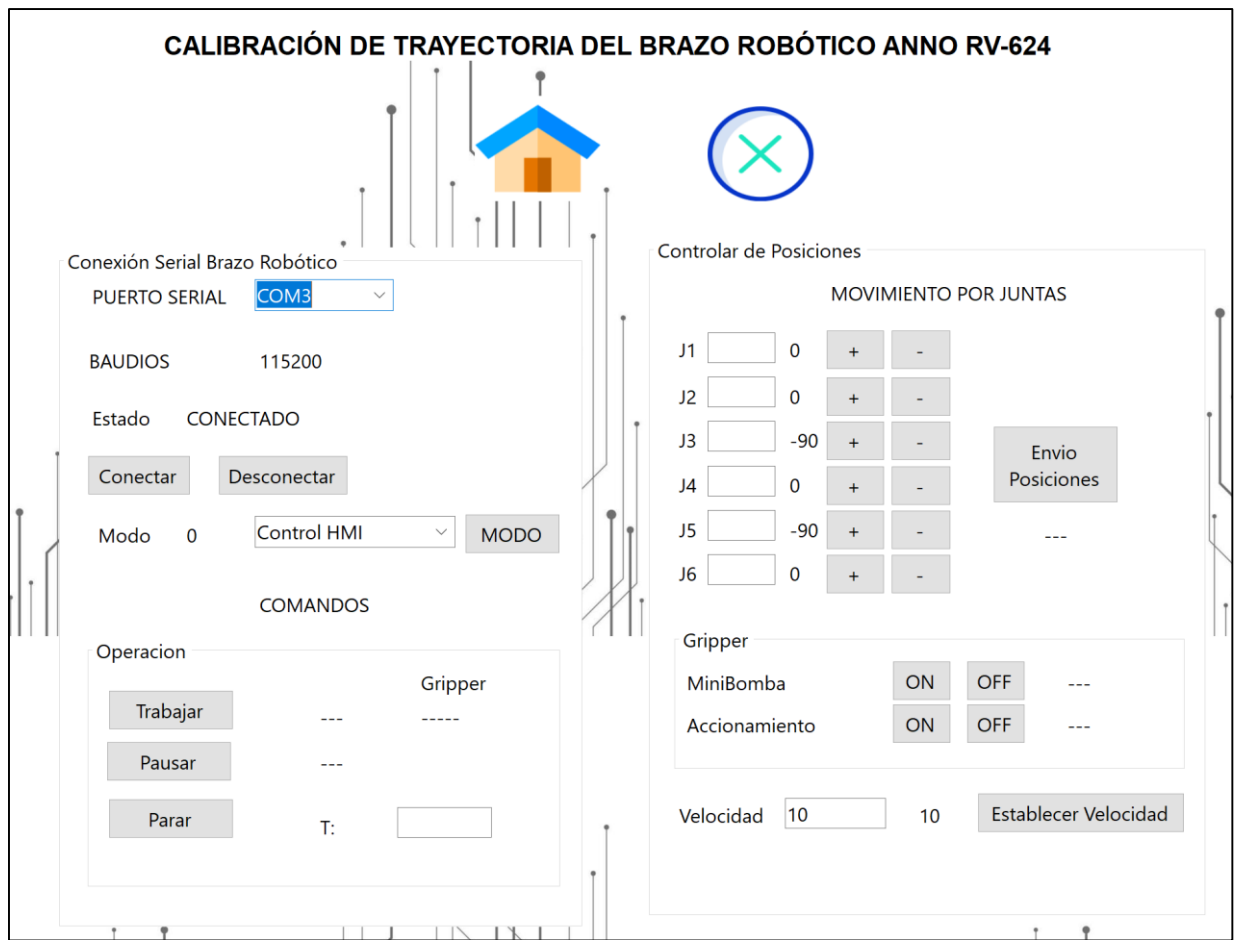 CALIBRACIÓN DE TRAYECTORIA DEL BRAZO ROBÓTICO ANNO RV-624
Conexión Serial Brazo Robótico
PUERTO SERIAL COM3
BAUDIOS 115200
Estado CONECTADO
Conectar Desconectar
Modo 0 Control HMI MODO
COMANDOS
Operacion
Gripper
Trabajar --- -----
Pausar ---
Parar T:
Controlar de Posiciones
MOVIMIENTO POR JUNTAS
J1 0 + -
J2 0 + -
J3 -90 + -
J4 0 + -
J5 -90 + -
J6 0 + -
Envio
Posiciones
---
Gripper
MiniBomba ON OFF ---
Accionamiento ON OFF ---
Velocidad 10 10 Establecer Velocidad